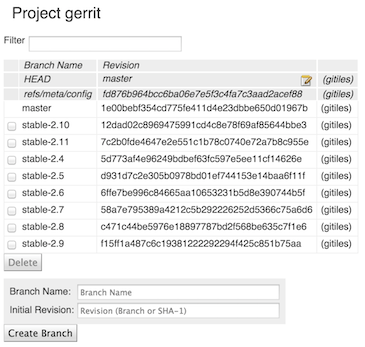 Project gerrit
Filter
Branch Name Revision
HEAD master (gitiles)
refs/meta/config fd876b964bcc6ba06e7e5f3c4fa7c3aad2acef88 (gitiles)
master 1e00bebf354cd775fe411d4e23dbbe650d01967b (gitiles)
stable-2.10 12dad02c8969475991cd4c8e78f69af85644bbe3 (gitiles)
stable-2.11 7c2b0fde4647e2e551c1b78c0740e72a7b8c955e (gitiles)
stable-2.4 5d773af4e96249bdbef63fc597e5ee11cf14626e (gitiles)
stable-2.5 d931d7c2e305b0978bd01ef744153e14baa6f11f (gitiles)
stable-2.6 6ffe7be996c84665aa10653231b5d8e390744b5f (gitiles)
stable-2.7 58a7e795389a4212c5b292226252d5366c75a6d6 (gitiles)
stable-2.8 c471c44be5976e18897787bd2f568be635c7f1e6 (gitiles)
stable-2.9 f15ff1a487c6c19381222292294f425c851b75aa (gitiles)
Delete
Branch Name: Branch Name
Initial Revision: Revision (Branch or SHA-1)
Create Branch